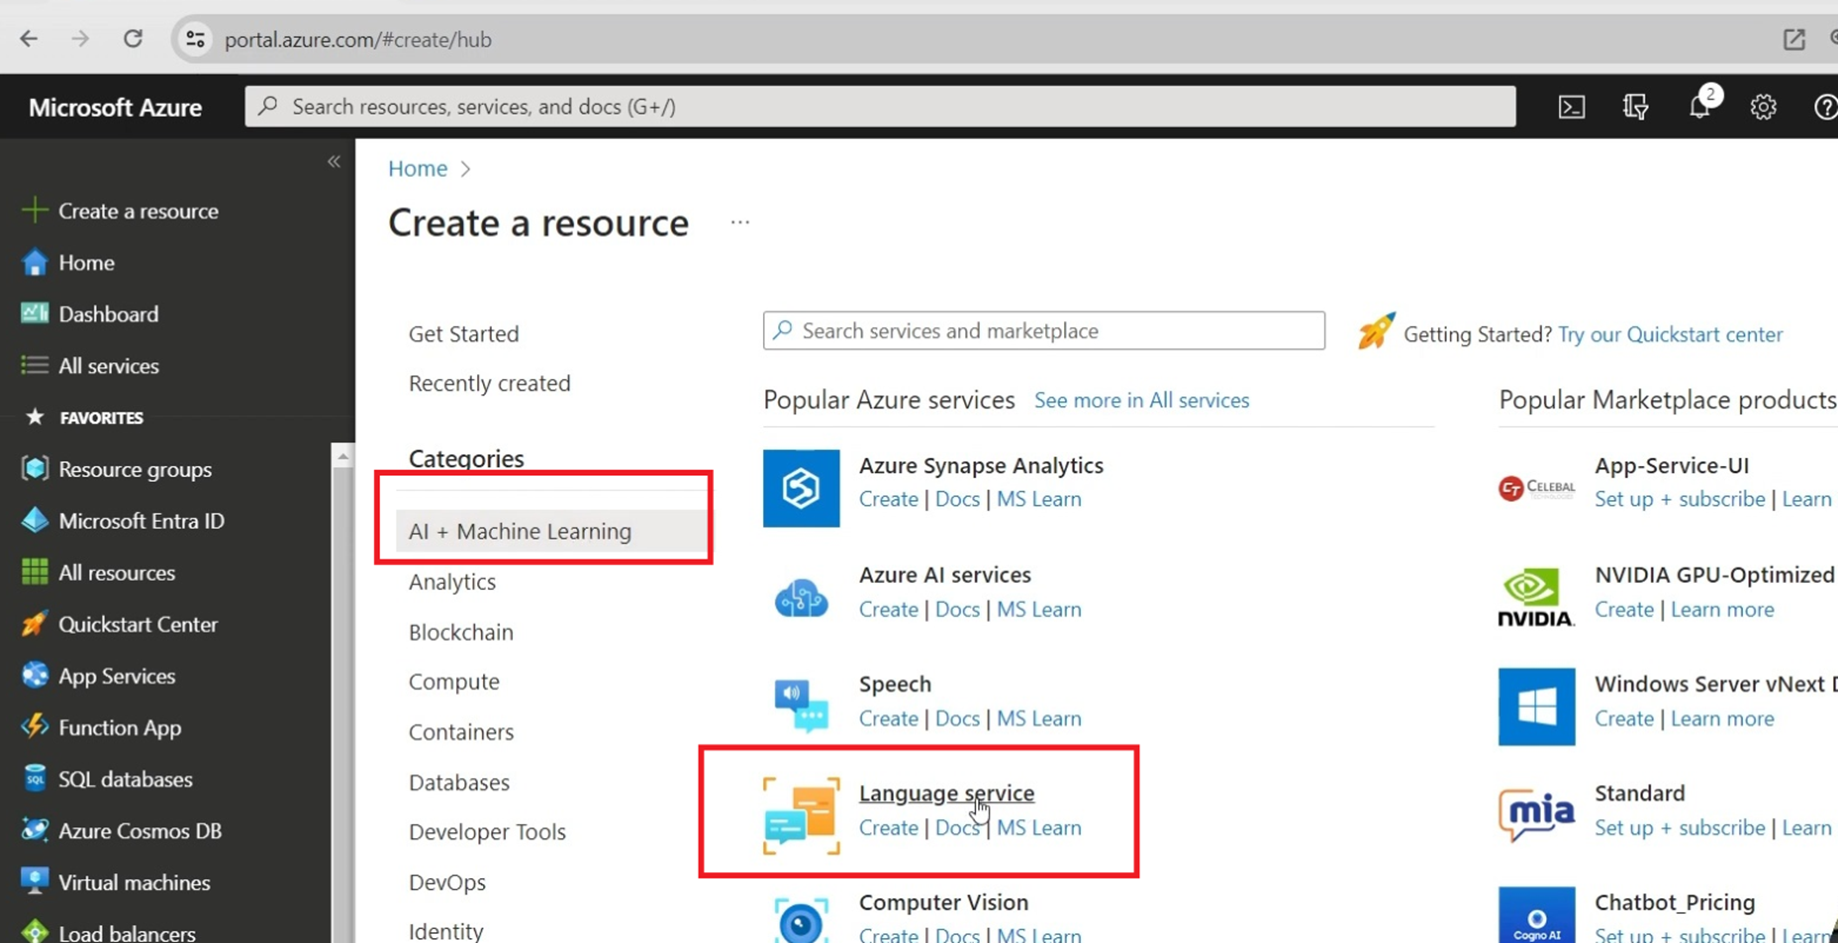 portal.azure.com/#create/hub
Microsoft Azure
Search resources, services, and docs (G+/)
2
Create a resource
Home
Dashboard
All services
FAVORITES
Resource groups
Microsoft Entra ID
All resources
Quickstart Center
App Services
Function App
SQL
SQL databases
Azure Cosmos DB
Virtual machines
Load balancers
Home
Create a resource
Get Started
Recently created
Categories
AI + Machine Learning
Analytics
Blockchain
Compute
Containers
Databases
Developer Tools
DevOps
Identity
Search services and marketplace
Getting Started? Try our Quickstart center
Popular Azure services See more in All services
Azure Synapse Analytics
Create | Docs | MS Learn
Azure AI services
Create | Docs | MS Learn
Speech
Create | Docs | MS Learn
Language service
Create | Docs | MS Learn
Computer Vision
Create | Docs | MS Learn
Popular Marketplace products
CT CELEBAL TECHNOLOGIES
App-Service-UI
Set up + subscribe | Learn
NVIDIA.
NVIDIA GPU-Optimized
Create | Learn more
Windows Server vNext D
Create | Learn more
mia
Standard
Set up + subscribe | Learn
Cogno AI
Chatbot_Pricing
Set up + subscribe | Learn